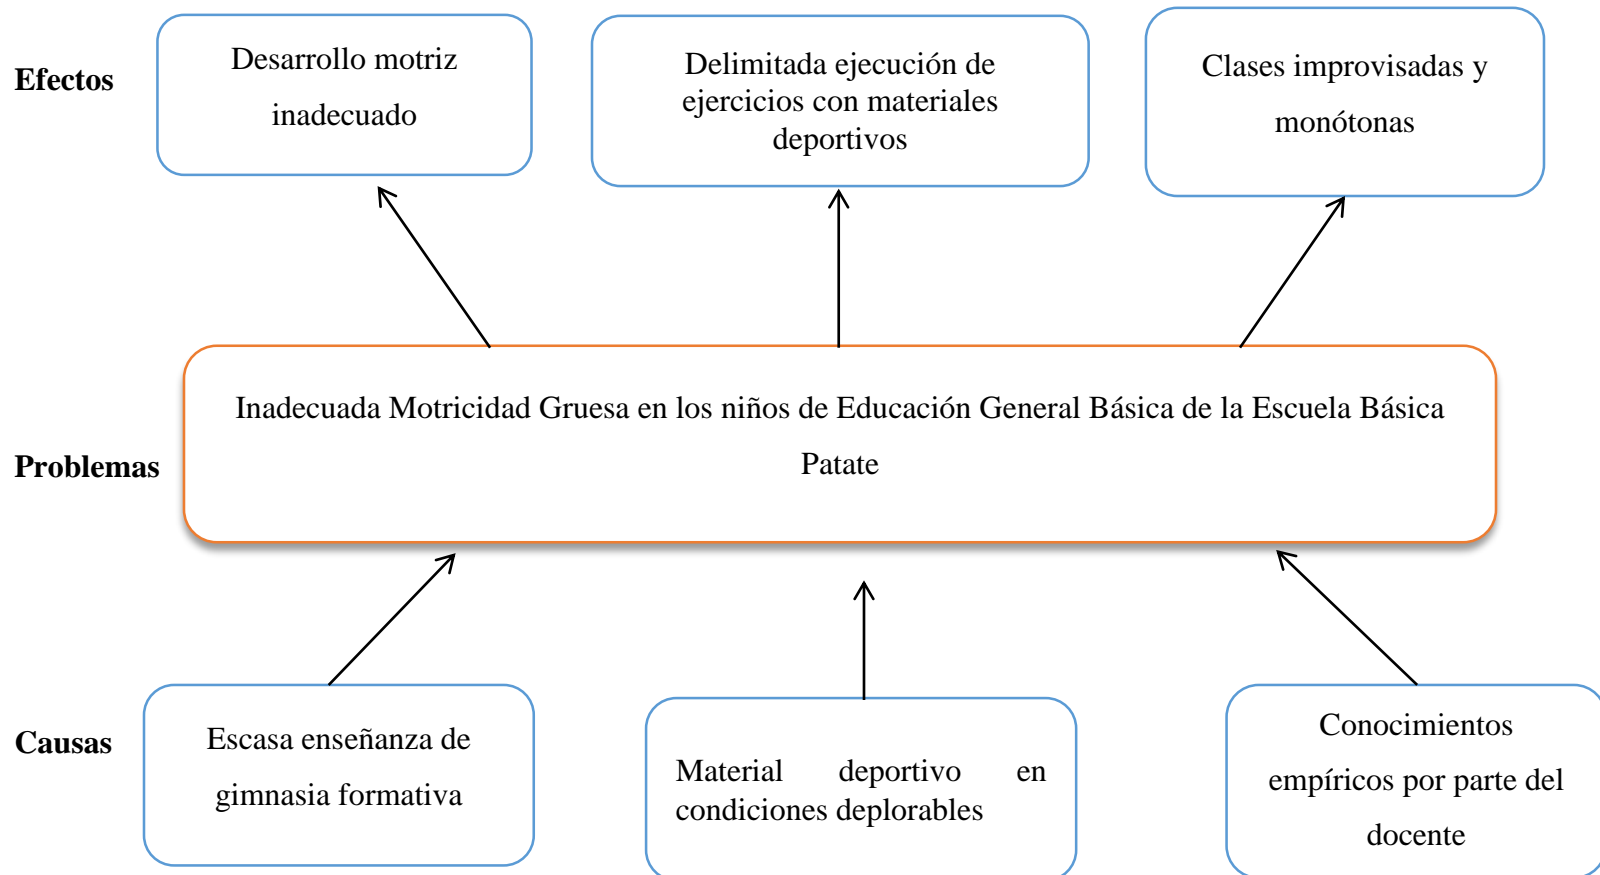 Efectos
Desarrollo motriz
inadecuado
Delimitada ejecución de
ejercicios con materiales
deportivos
Clases improvisadas y
monótonas
Problemas
Inadecuada Motricidad Gruesa en los niños de Educación General Básica de la Escuela Básica
Patate
Causas
Escasa enseñanza de
gimnasia formativa
Material deportivo en
condiciones deplorables
Conocimientos
empíricos por parte del
docente